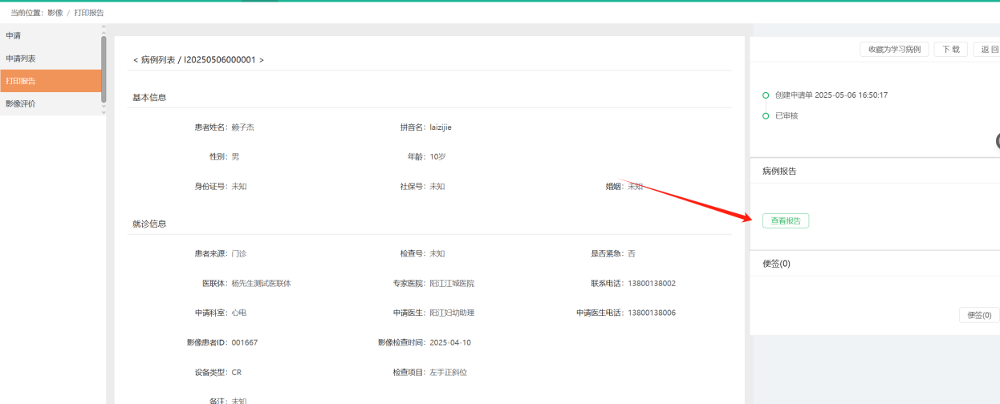 当前位置：影像 / 打印报告
申请
申请列表
打印报告
影像评价
< 病例列表 / I20250506000001 >
基本信息
患者姓名：赖子杰 拼音名：laizijie
性别：男 年龄：10岁
身份证号：未知 社保号：未知 婚姻：未知
就诊信息
患者来源：门诊 检查号：未知 是否紧急：否
医联体：杨先生测试医联体 专家医院：阳江江城医院 联系电话：13800138002
申请科室：心电 申请医生：阳江妇幼助理 申请医生电话：13800138006
影像患者ID：001667 影像检查时间：2025-04-10
设备类型：CR 检查项目：左手正斜位
备注：未知
收藏为学习病例 下 载 返 回
创建申请单 2025-05-06 16:50:17
已审核
病例报告
查看报告
便签(0)
便签(0)